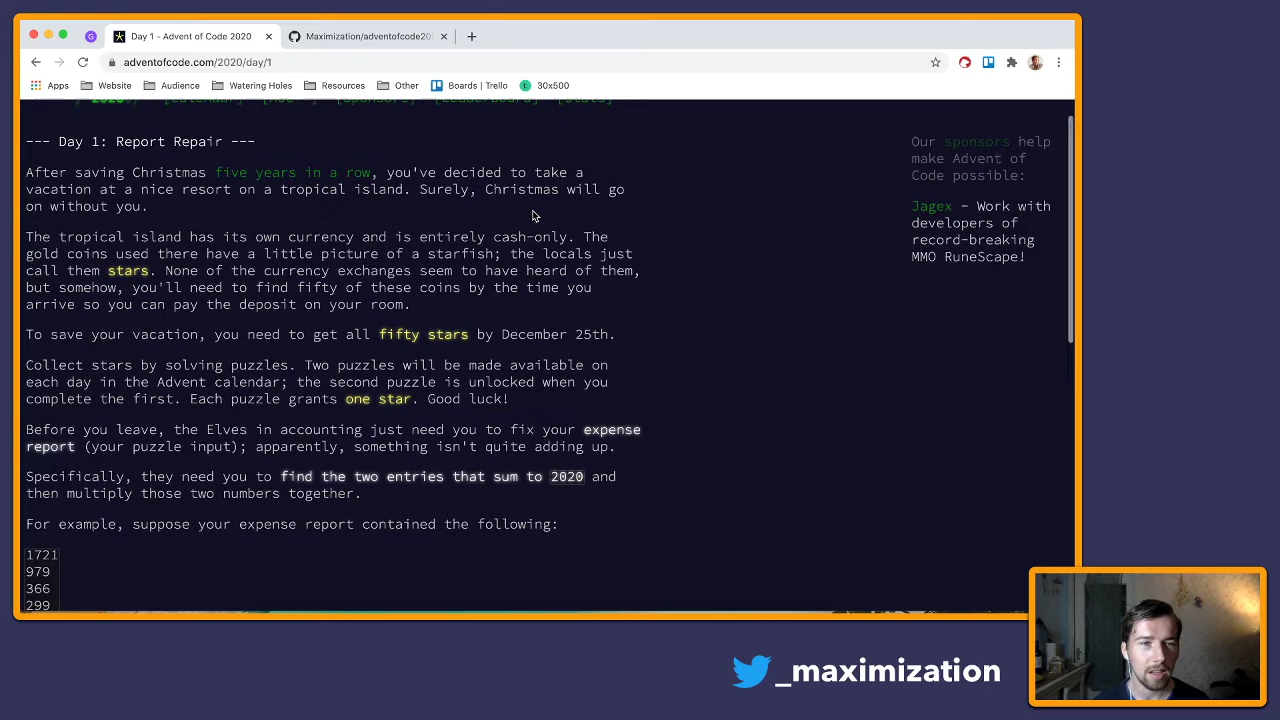 Day 1 - Advent of Code 2020
Maximization/adventofcode20
adventofcode.com/2020/day/1
Apps Website Audience Watering Holes Resources Other Boards | Trello 30x500
2020 [Calendar] [Sponsors] [Leaderboard] [Stats]
--- Day 1: Report Repair ---
After saving Christmas five years in a row, you've decided to take a
vacation at a nice resort on a tropical island. Surely, Christmas will go
on without you.
The tropical island has its own currency and is entirely cash-only. The
gold coins used there have a little picture of a starfish; the locals just
call them stars. None of the currency exchanges seem to have heard of them,
but somehow, you'll need to find fifty of these coins by the time you
arrive so you can pay the deposit on your room.
To save your vacation, you need to get all fifty stars by December 25th.
Collect stars by solving puzzles. Two puzzles will be made available on
each day in the Advent calendar; the second puzzle is unlocked when you
complete the first. Each puzzle grants one star. Good luck!
Before you leave, the Elves in accounting just need you to fix your expense
report (your puzzle input); apparently, something isn't quite adding up.
Specifically, they need you to find the two entries that sum to 2020 and
then multiply those two numbers together.
For example, suppose your expense report contained the following:
1721
979
366
299
Our sponsors help
make Advent of
Code possible:
Jagex - Work with
developers of
record-breaking
MMO RuneScape!
_maximization